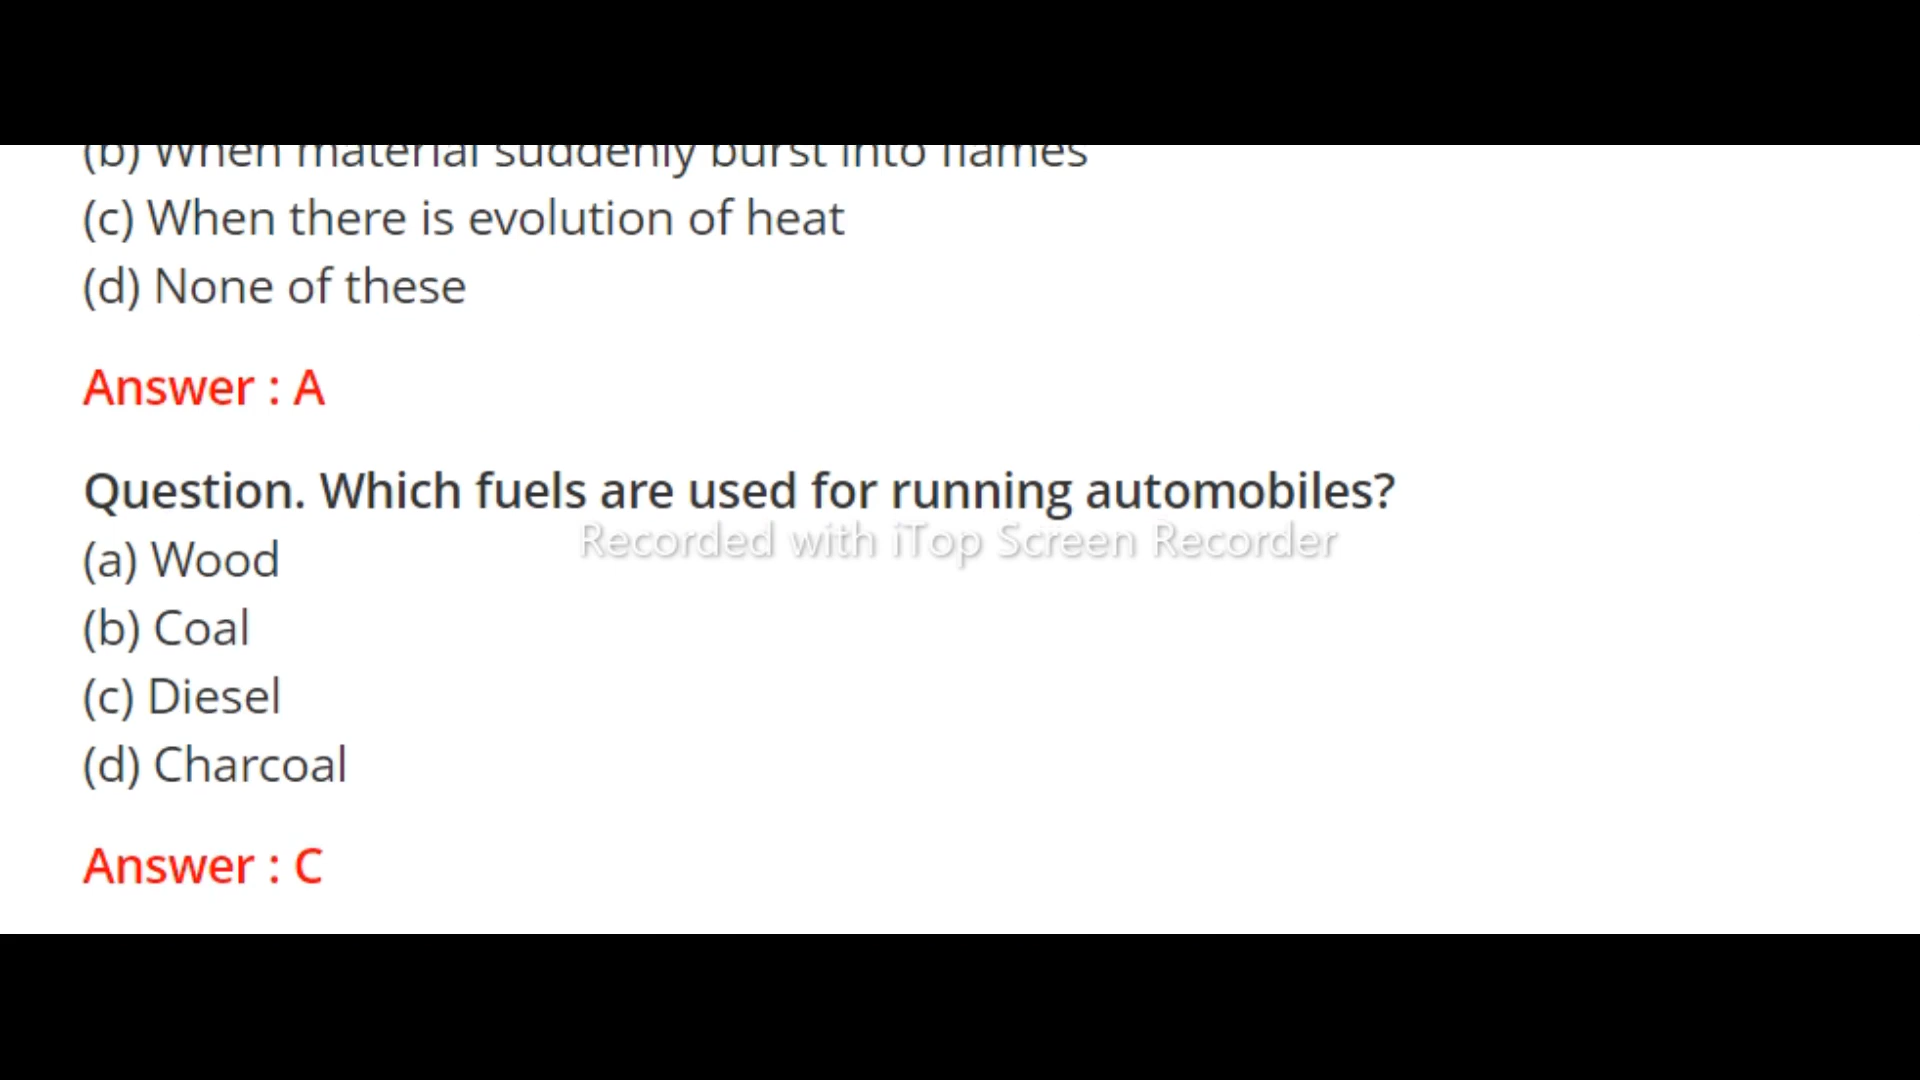 (b) When material suddenly burst into flames
(c) When there is evolution of heat
(d) None of these
Answer : A
Question. Which fuels are used for running automobiles?
Recorded with iTop Screen Recorder
(a) Wood
(b) Coal
(c) Diesel
(d) Charcoal
Answer : C